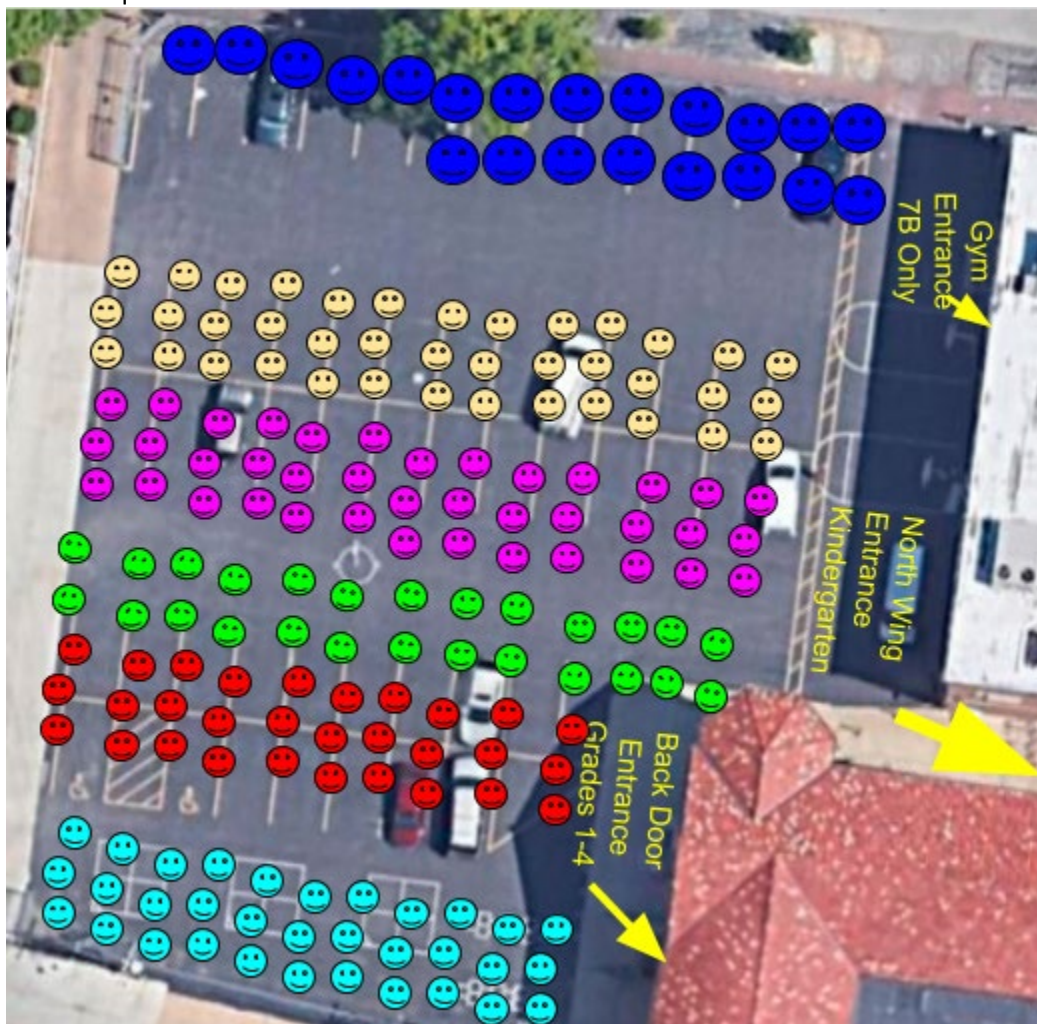 Gym
Entrance
7B Only
North Wing
Entrance
Kindergarten
Back Door
Entrance
Grades 1-4